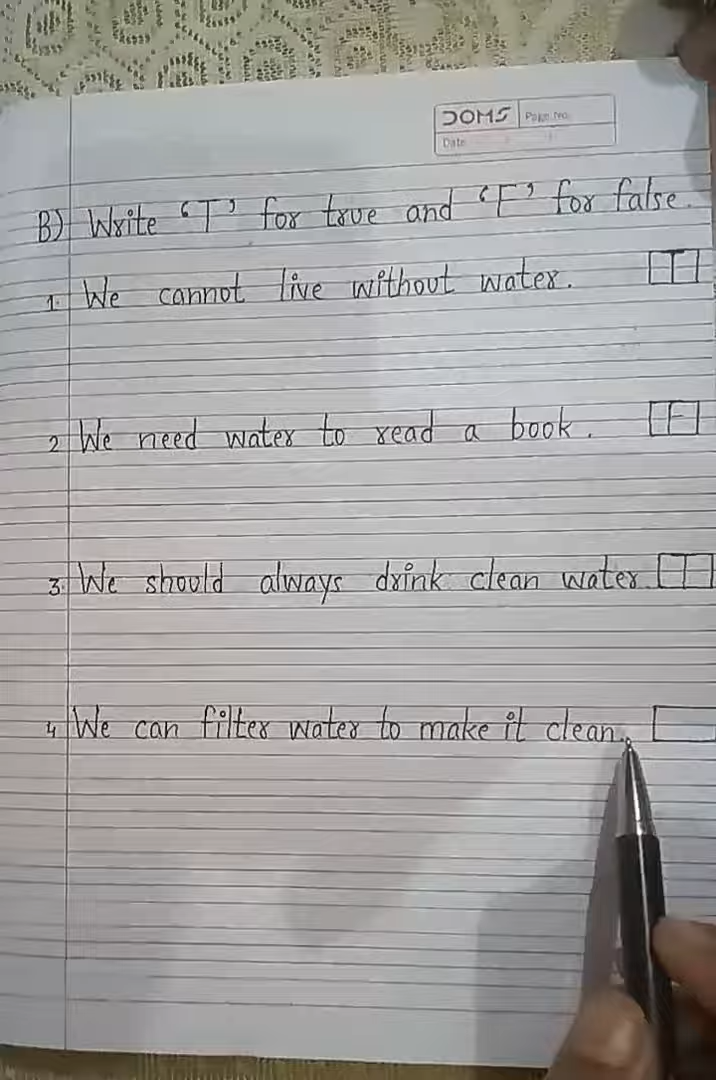 DOMS
Page No.
Date
B) Write 'T' for true and 'F' for false.
1. We cannot live without water. T
2 We need water to read a book. F
3. We should always drink clean water. T
4 We can filter water to make it clean.